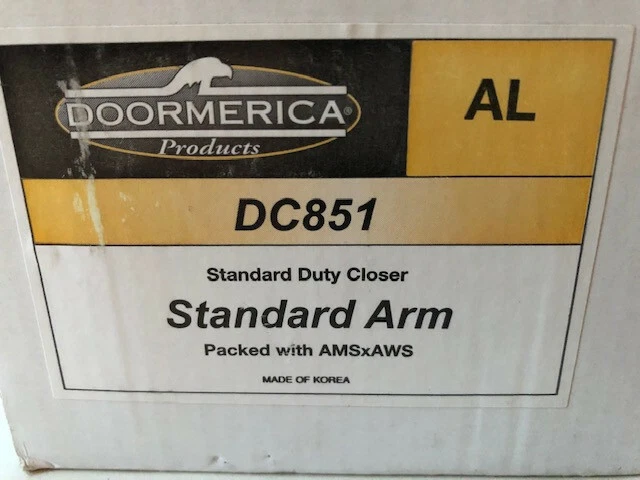 DOORMERICA®
Products
AL
DC851
Standard Duty Closer
Standard Arm
Packed with AMSxAWS
MADE OF KOREA